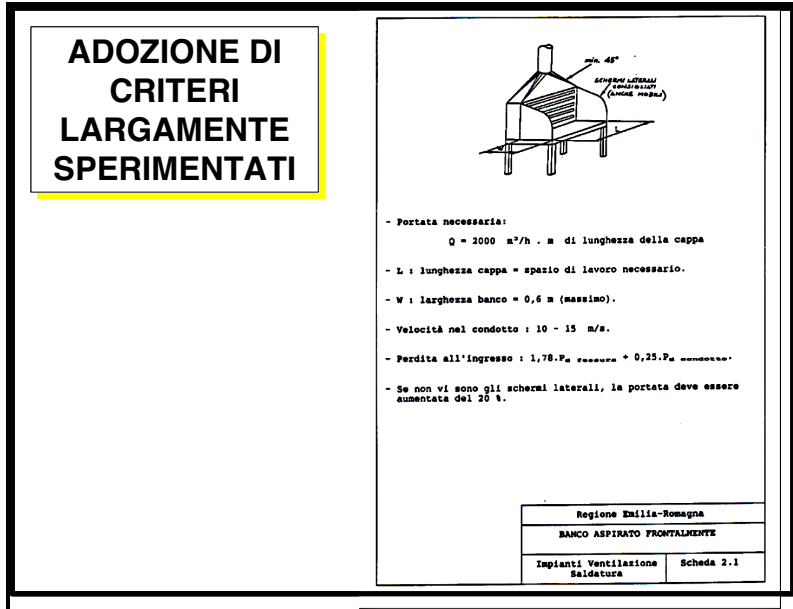 ADOZIONE DI
CRITERI
LARGAMENTE
SPERIMENTATI
min. 45°
SCHERMI LATERALI
CONSIGLIATI
(ANCHE MOBILI)
L
W
- Portata necessaria:
Q = 2000 m³/h . m di lunghezza della cappa
- L : lunghezza cappa = spazio di lavoro necessario.
- W : larghezza banco = 0,6 m (massimo).
- Velocità nel condotto : 10 - 15 m/s.
- Perdita all'ingresso : 1,78.Pd fessura + 0,25.Pd condotto.
- Se non vi sono gli schermi laterali, la portata deve essere
aumentata del 20 %.
Regione Emilia-Romagna
BANCO ASPIRATO FRONTALMENTE
Impianti Ventilazione
Saldatura
Scheda 2.1